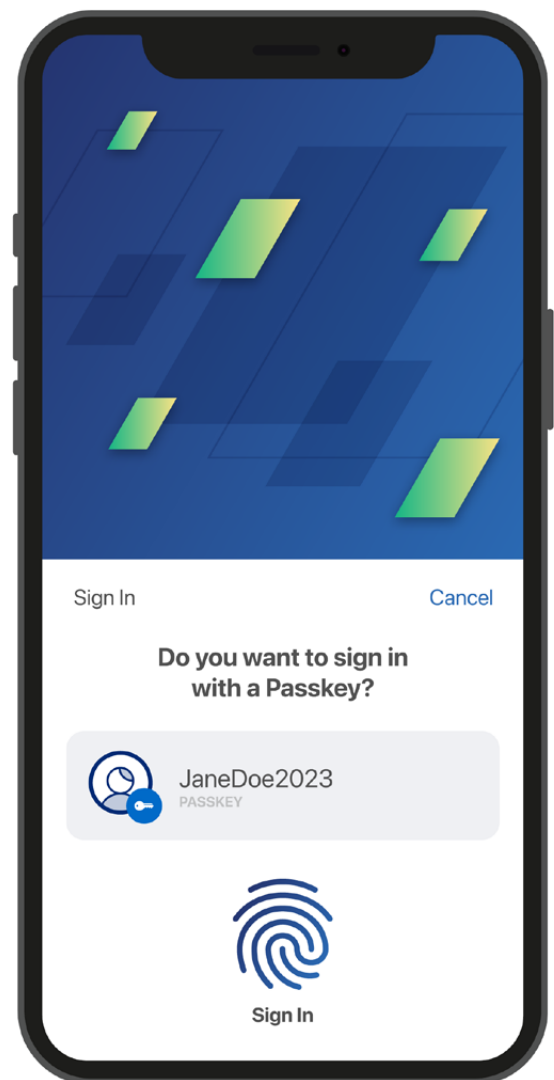 Sign In
Cancel
Do you want to sign in
with a Passkey?
JaneDoe2023
PASSKEY
Sign In